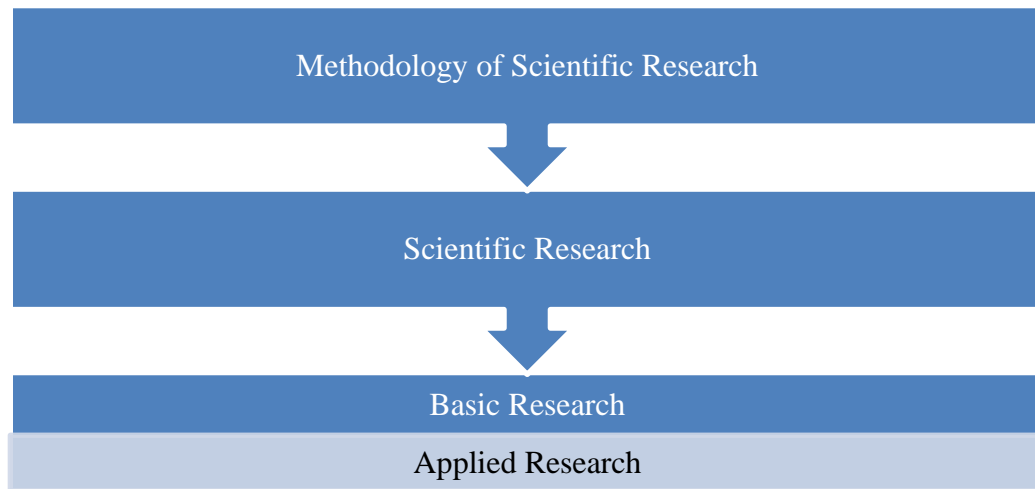 Methodology of Scientific Research
Scientific Research
Basic Research
Applied Research